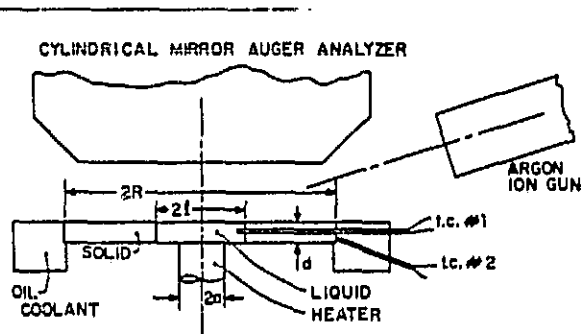 CYLINDRICAL MIRROR AUGER ANALYZER
ARGON
ION GUN
2R
2l
t.c. #1
SOLID
d
t.c. #2
OIL
COOLANT
2a
LIQUID
HEATER